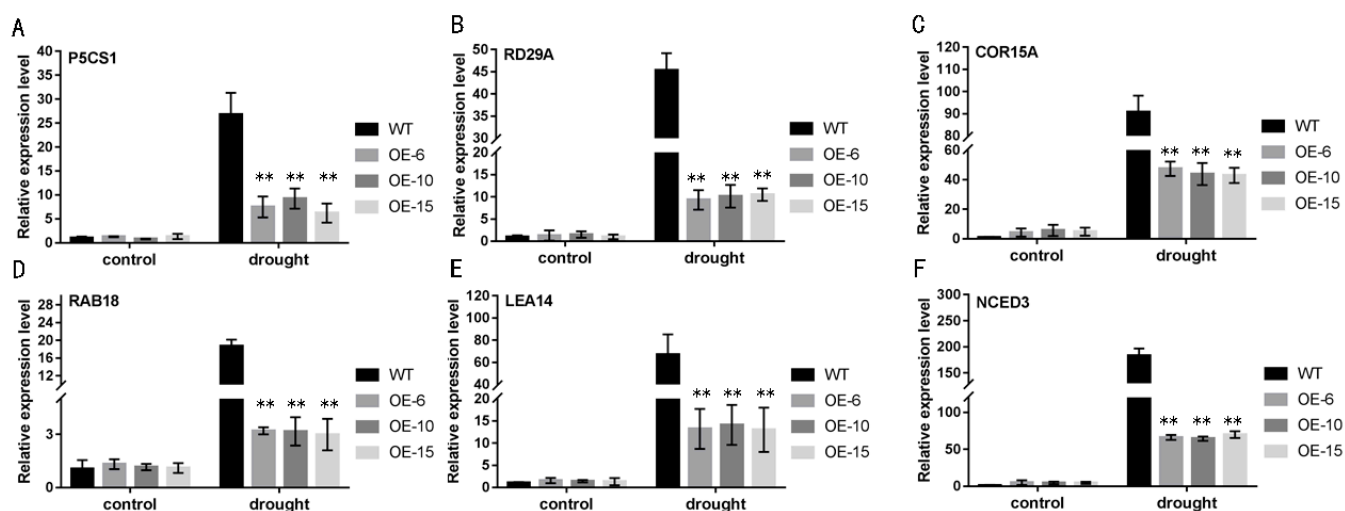 A
P5CS1
Relative expression level
40
35
30
25
20
15
10
5
0
** ** **
control drought
WT
OE-6
OE-10
OE-15
B
RD29A
Relative expression level
50
45
40
35
30
20
15
10
5
0
** ** **
control drought
WT
OE-6
OE-10
OE-15
C
COR15A
Relative expression level
120
110
100
90
80
60
40
20
0
** ** **
control drought
WT
OE-6
OE-10
OE-15
D
RAB18
Relative expression level
28
26
24
22
20
18
16
14
12
3
0
** ** **
control drought
WT
OE-6
OE-10
OE-15
E
LEA14
Relative expression level
120
100
80
60
40
20
15
10
5
0
** ** **
control drought
WT
OE-6
OE-10
OE-15
F
NCED3
Relative expression level
300
250
200
150
100
50
0
** ** **
control drought
WT
OE-6
OE-10
OE-15